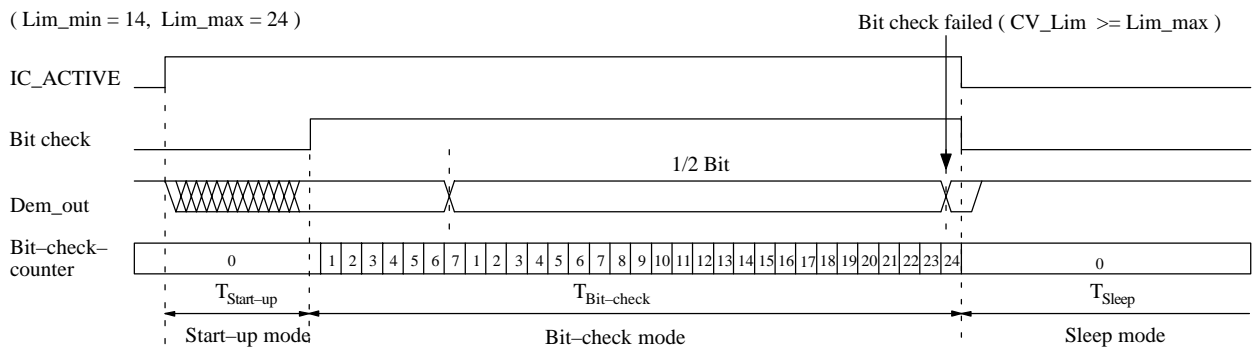 ( Lim_min = 14, Lim_max = 24 )
Bit check failed ( CV_Lim >= Lim_max )
IC_ACTIVE
Bit check
1/2 Bit
Dem_out
Bit–check–
counter
0 1 2 3 4 5 6 7 1 2 3 4 5 6 7 8 9 10 11 12 13 14 15 16 17 18 19 20 21 22 23 24 0
TStart–up TBit–check TSleep
Start–up mode Bit–check mode Sleep mode